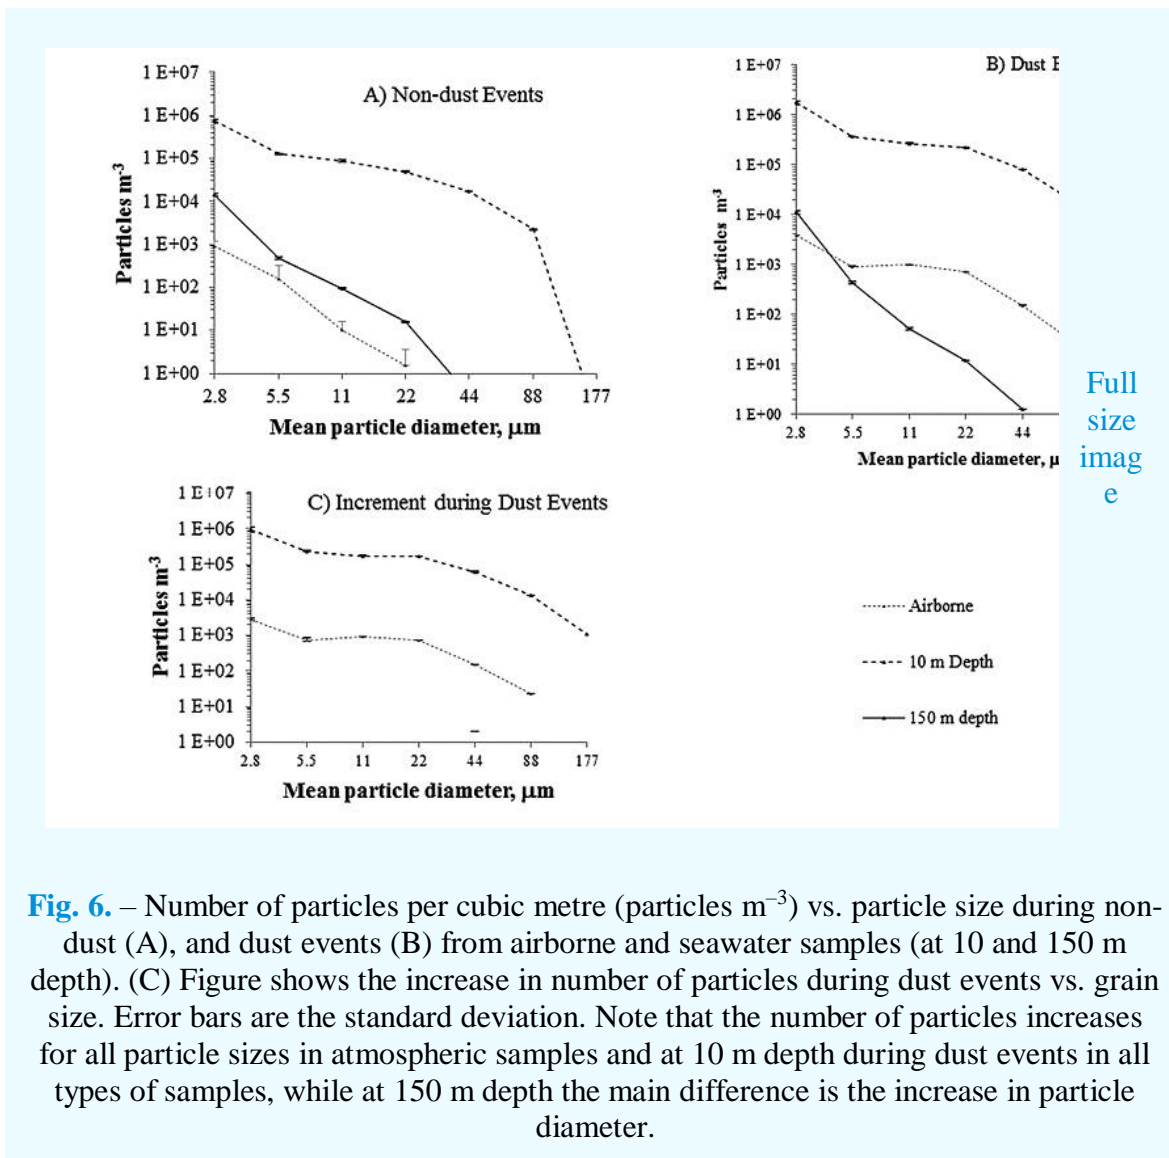 A) Non-dust Events
1 E+07
1 E+06
1 E+05
1 E+04
1 E+03
1 E+02
1 E+01
1 E+00
Particles m-3
2.8 5.5 11 22 44 88 177
Mean particle diameter, μm
B) Dust E
1 E+07
1 E+06
1 E+05
1 E+04
1 E+03
1 E+02
1 E+01
1 E+00
Particles m-3
2.8 5.5 11 22 44
Mean particle diameter, μ
Full
size
imag
e
C) Increment during Dust Events
1 E+07
1 E+06
1 E+05
1 E+04
1 E+03
1 E+02
1 E+01
1 E+00
Particles m-3
2.8 5.5 11 22 44 88 177
Mean particle diameter, μm
Airborne
10 m Depth
150 m depth
Fig. 6. – Number of particles per cubic metre (particles m–3) vs. particle size during non-
dust (A), and dust events (B) from airborne and seawater samples (at 10 and 150 m
depth). (C) Figure shows the increase in number of particles during dust events vs. grain
size. Error bars are the standard deviation. Note that the number of particles increases
for all particle sizes in atmospheric samples and at 10 m depth during dust events in all
types of samples, while at 150 m depth the main difference is the increase in particle
diameter.